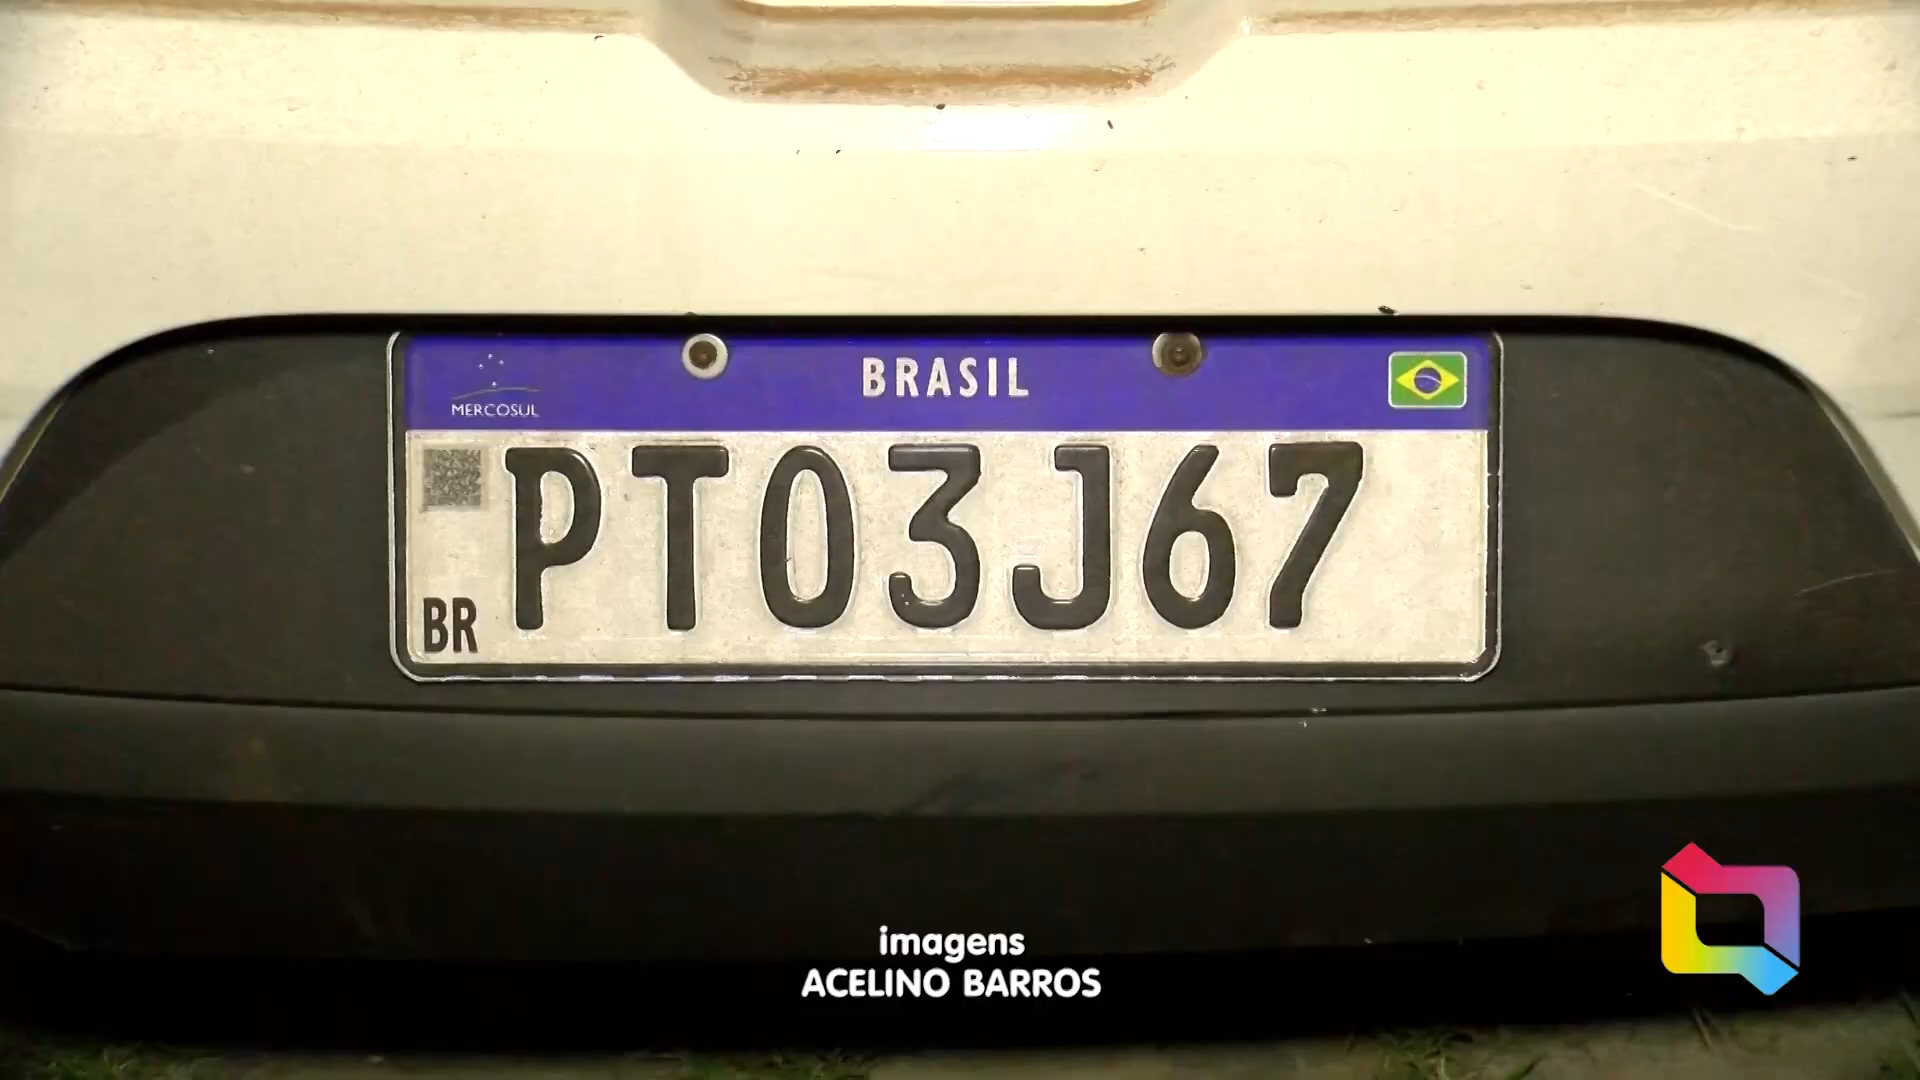 BRASIL
MERCOSUL
PTO3J67
BR
imagens
ACELINO BARROS